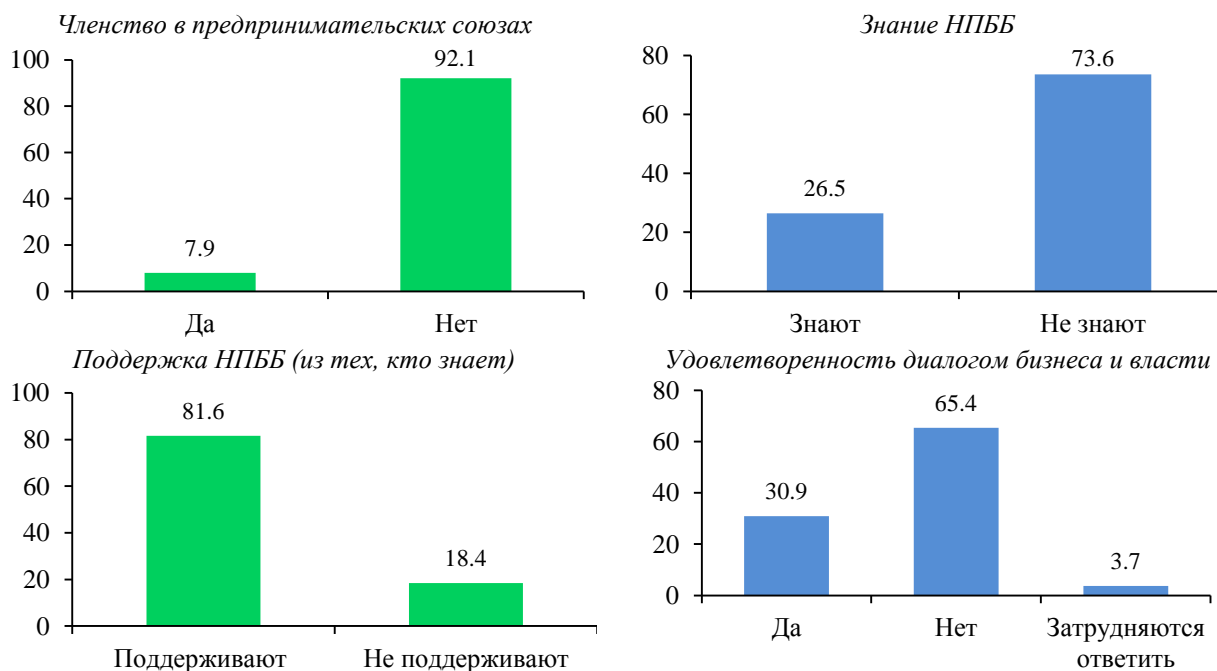 Членство в предпринимательских союзах
100
80
60
40
20
0
7.9
92.1
Да
Нет
Знание НПББ
80
60
40
20
0
26.5
73.6
Знают
Не знают
Поддержка НПББ (из тех, кто знает)
100
80
60
40
20
0
81.6
18.4
Поддерживают
Не поддерживают
Удовлетворенность диалогом бизнеса и власти
80
60
40
20
0
30.9
65.4
3.7
Да
Нет
Затрудняются
ответить